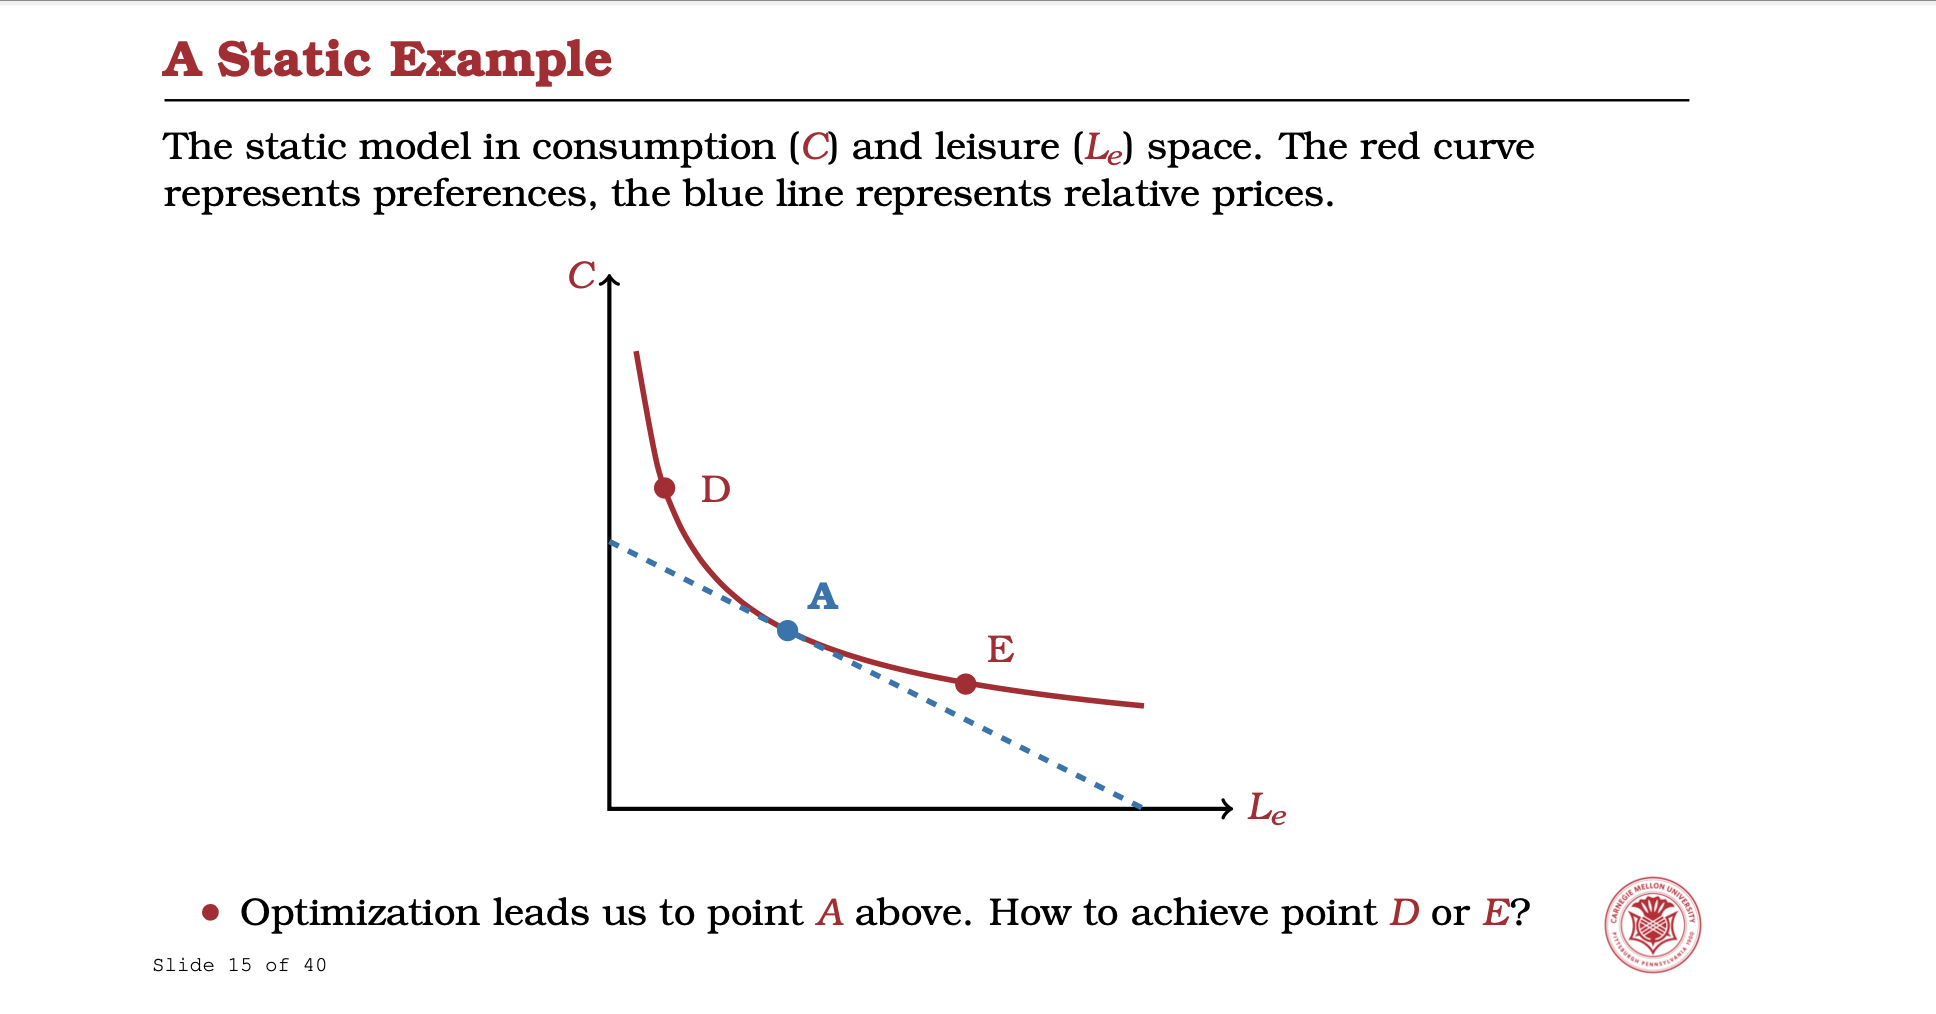 A Static Example
The static model in consumption (C) and leisure (Le) space. The red curve
represents preferences, the blue line represents relative prices.
C
D
A
E
Le
• Optimization leads us to point A above. How to achieve point D or E?
CARNEGIE MELLON UNIVERSITY
PITTSBURGH PENNSYLVANIA 1900
Slide 15 of 40